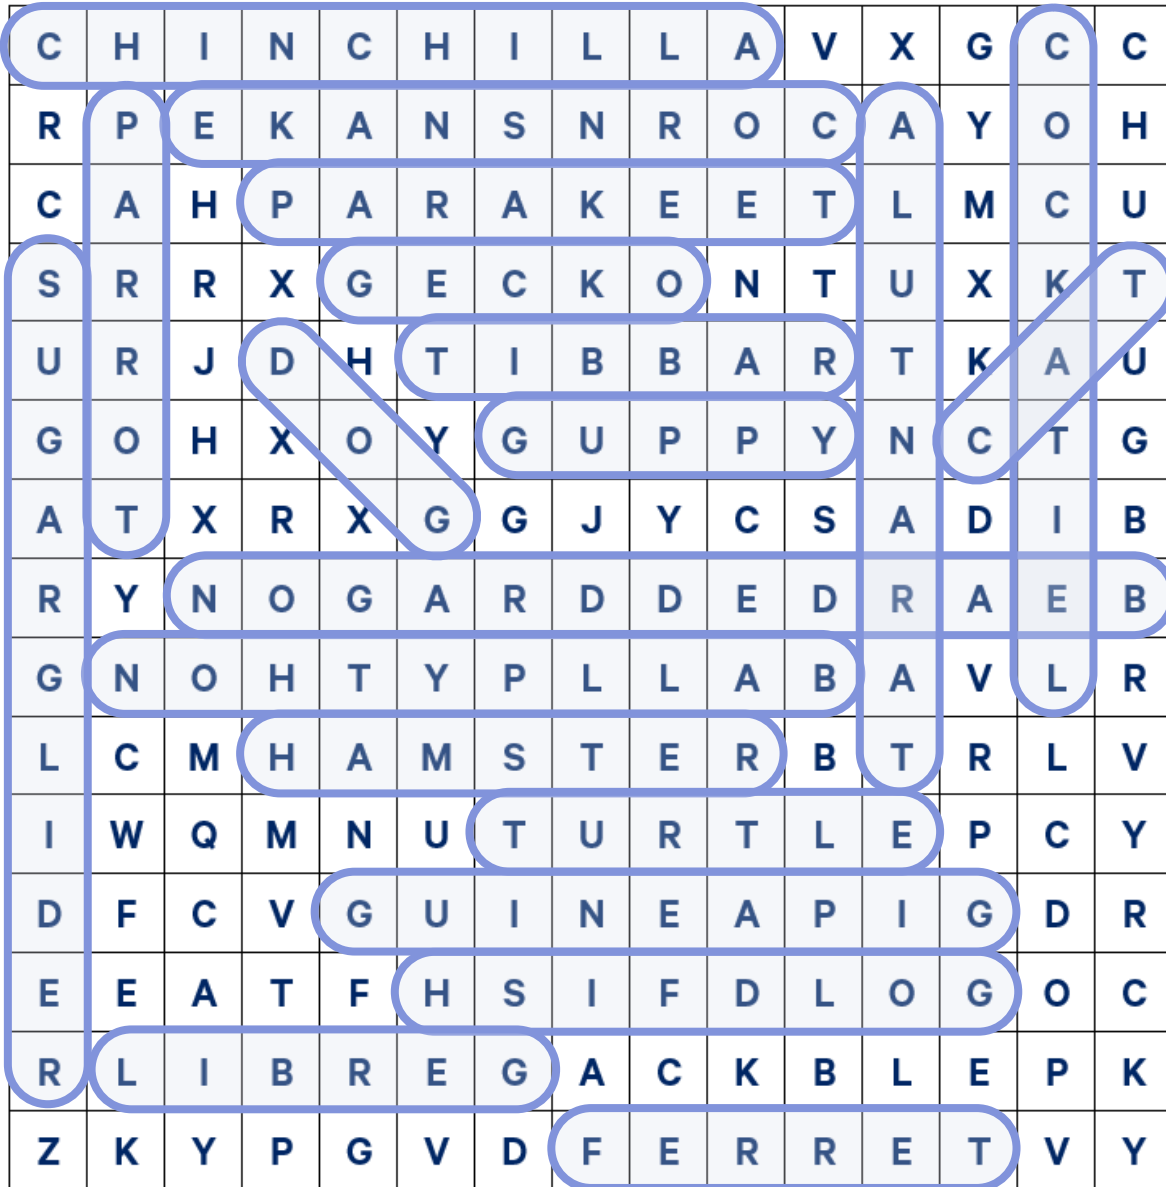 C H I N C H I L L A V X G C C
R P E K A N S N R O C A Y O H
C A H P A R A K E E T L M C U
S R R X G E C K O N T U X K T
U R J D H T I B B A R T K A U
G O H X O Y G U P P Y N C T G
A T X R X G G J Y C S A D I B
R Y N O G A R D D E D R A E B
G N O H T Y P L L A B A V L R
L C M H A M S T E R B T R L V
I W Q M N U T U R T L E P C Y
D F C V G U I N E A P I G D R
E E A T F H S I F D L O G O C
R L I B R E G A C K B L E P K
Z K Y P G V D F E R R E T V Y